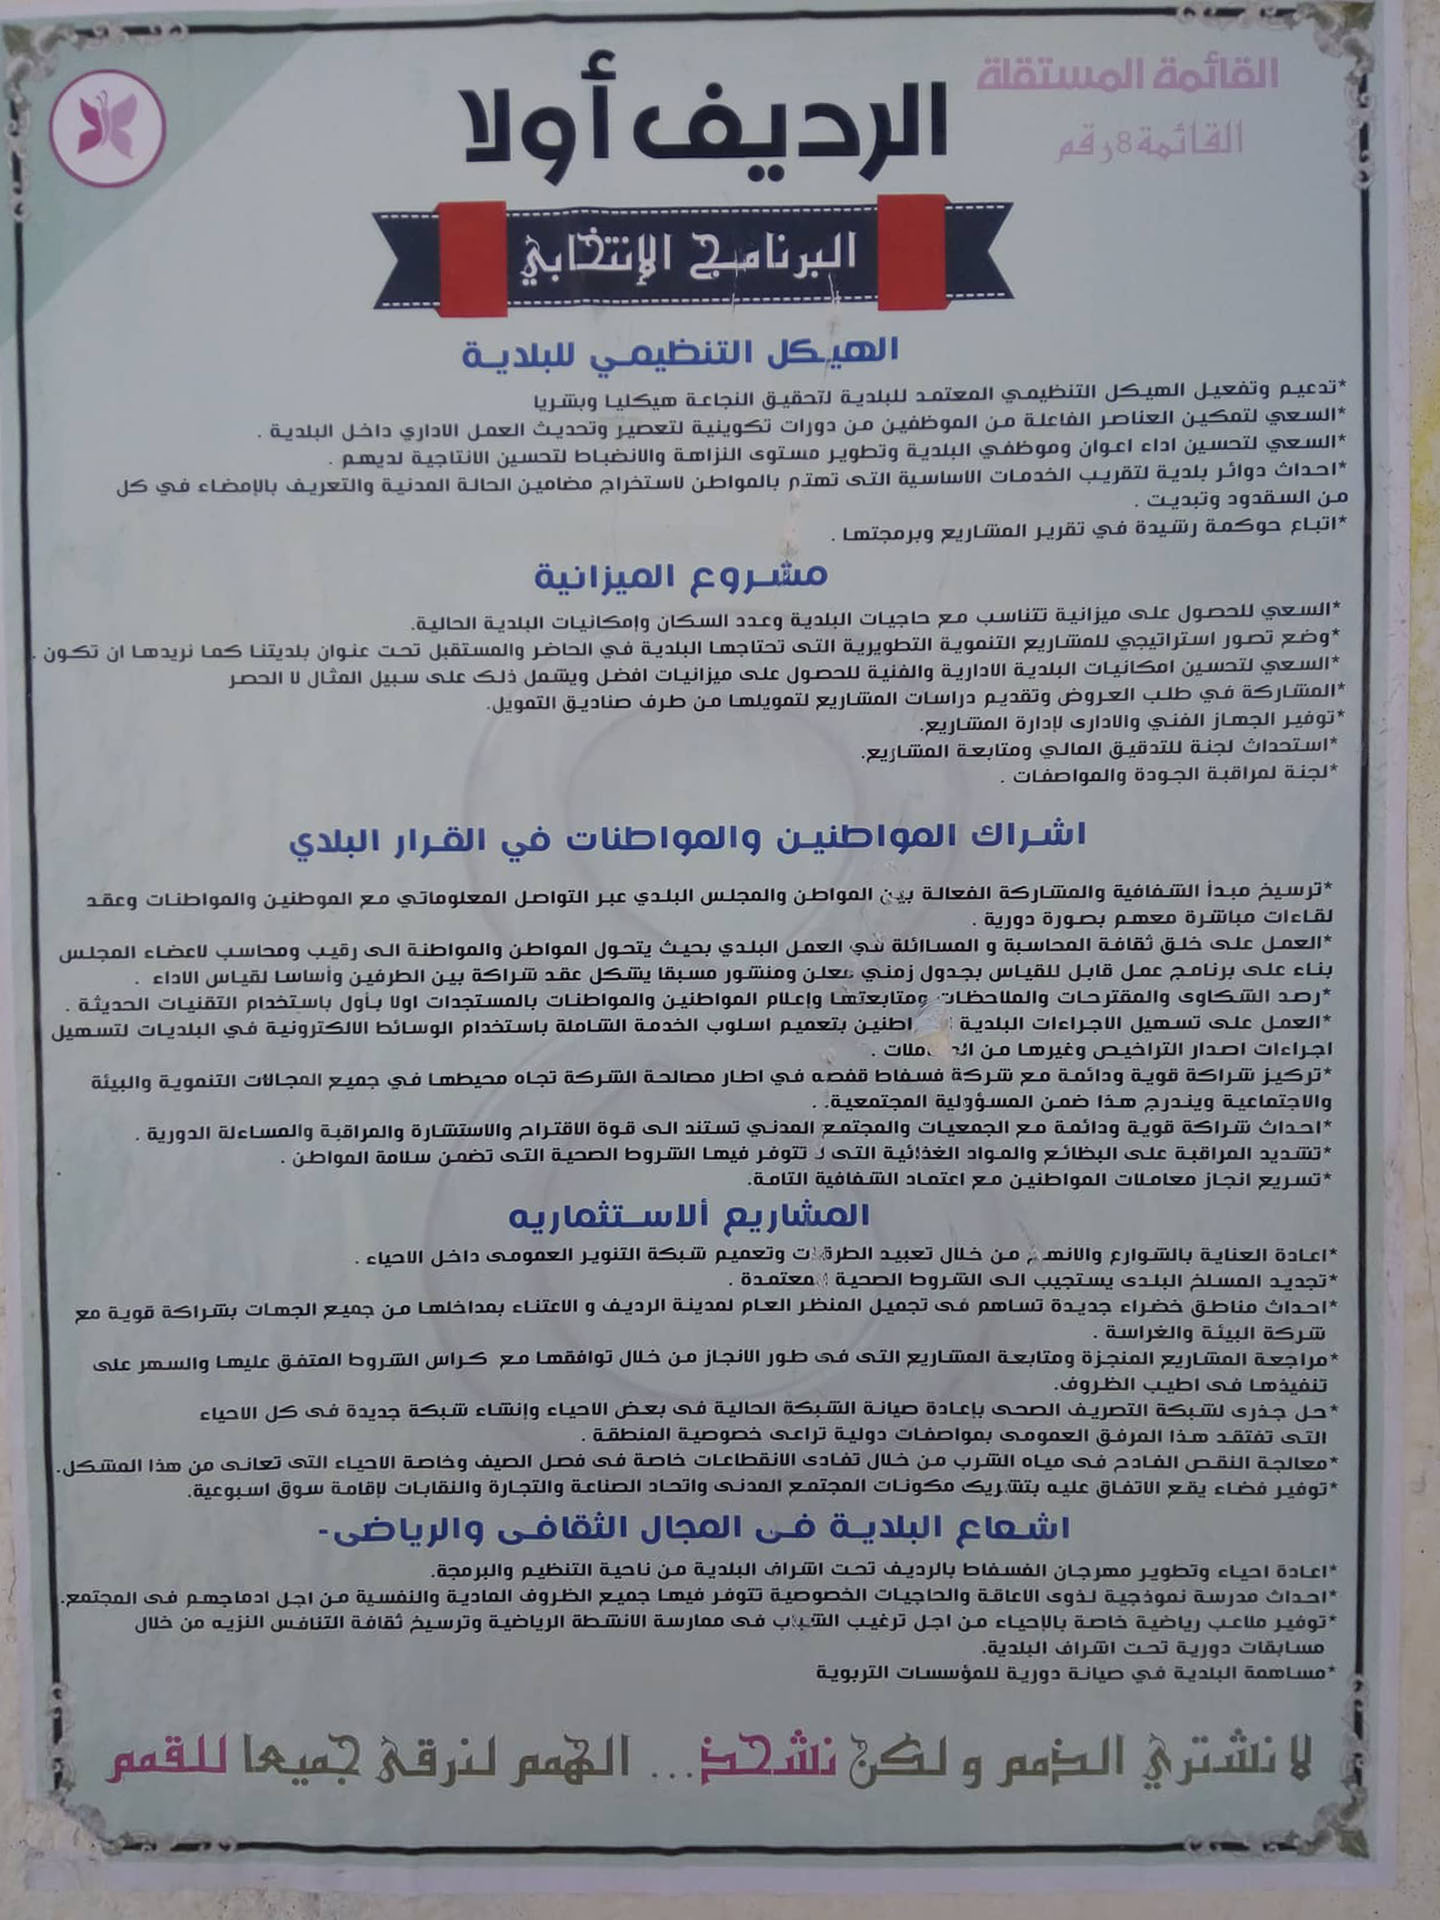 القائمة المستقلة
القائمة 8 رقم
الرديف أولا
البرنامج الإنتخابي
الهيكل التنظيمي للبلدية
*تدعيم وتفعيل الهيكل التنظيمي المعتمد للبلدية لتحقيق النجاعة هيكليا وبشريا
*السعي لتمكين العناصر الفاعلة من الموظفين من دورات تكوينية لتعصير وتحديث العمل الاداري داخل البلدية .
*السعي لتحسين اداء اعوان وموظفي البلدية وتطوير مستوى النزاهة والانضباط لتحسين الانتاجية لديهم .
*احداث دوائر بلدية لتقريب الخدمات الاساسية التى تهتم بالمواطن لاستخراج مضامين الحالة المدنية والتعريف بالإمضاء في كل
من السقدود وتبديت .
*اتباع حوكمة رشيدة في تقرير المشاريع وبرمجتها .
مشروع الميزانية
*السعي للحصول على ميزانية تتناسب مع حاجيات البلدية وعدد السكان وإمكانيات البلدية الحالية.
*وضع تصور استراتيجي للمشاريع التنموية التطويرية التى تحتاجها البلدية في الحاضر والمستقبل تحت عنوان بلديتنا كما نريدها ان تكون .
*السعي لتحسين امكانيات البلدية الادارية والفنية للحصول على ميزانيات افضل ويشمل ذلك على سبيل المثال لا الحصر
*المشاركة في طلب العروض وتقديم دراسات المشاريع لتمويلها من طرف صناديق التمويل.
*توفير الجهاز الفني والادارى لإدارة المشاريع.
*استحداث لجنة للتدقيق المالي ومتابعة المشاريع.
*لجنة لمراقبة الجودة والمواصفات .
اشراك المواطنين والمواطنات في القرار البلدي
*ترسيخ مبدأ الشفافية والمشاركة الفعالة بين المواطن والمجلس البلدي عبر التواصل المعلوماتي مع الموطنين والمواطنات وعقد
لقاءات مباشرة معهم بصورة دورية .
*العمل على خلق ثقافة المحاسبة و المسائلة في العمل البلدي بحيث يتحول المواطن والمواطنة الى رقيب ومحاسب لاعضاء المجلس
بناء على برنامج عمل قابل للقياس بجدول زمني معلن ومنشور مسبقا يشكل عقد شراكة بين الطرفين وأساسا لقياس الاداء .
*رصد الشكاوى والمقترحات والملاحظات ومتابعتها وإعلام المواطنين والمواطنات بالمستجدات اولا بأول باستخدام التقنيات الحديثة .
*العمل على تسهيل الاجراءات البلدية بتعميم اسلوب الخدمة الشاملة باستخدام الوسائط الالكترونية في البلديات لتسهيل
اجراءات اصدار التراخيص وغيرها من
*تركيز شراكة قوية ودائمة مع شركة فسفاط قفصه في اطار مصالحة الشركة تجاه محيطها في جميع المجالات التنموية والبيئة
والاجتماعية ويندرج هذا ضمن المسؤولية المجتمعية. .
*احداث شراكة قوية ودائمة مع الجمعيات والمجتمع المدني تستند الى قوة الاقتراح والاستشارة والمراقبة والمساءلة الدورية .
*تشديد المراقبة على البظائع والمواد الغذائية التى لا تتوفر فيها الشروط الصحية التى تضمن سلامة المواطن .
*تسريع انجاز معاملات المواطنين مع اعتماد الشفافية التامة.
المشاريع ألاستثماريه
*اعادة العناية بالشوارع والانهج من خلال تعبيد الطرقات وتعميم شبكة التنوير العمومى داخل الاحياء .
*تجديد المسلخ البلدى يستجيب الى الشروط الصحية المعتمدة .
*احداث مناطق خضراء جديدة تساهم فى تجميل المنظر العام لمدينة الرديف و الاعتناء بمداخلها من جميع الجهات بشراكة قوية مع
شركة البيئة والغراسة .
*مراجعة المشاريع المنجزة ومتابعة المشاريع التى فى طور الانجاز من خلال توافقها مع كراس الشروط المتفق عليها والسهر على
تنفيذها فى اطيب الظروف.
*حل جذرى لشبكة التصريف الصحى بإعادة صيانة الشبكة الحالية فى بعض الاحياء وإنشاء شبكة جديدة فى كل الاحياء
التى تفتقد هذا المرفق العمومى بمواصفات دولية تراعى خصوصية المنطقة .
*معالجة النقص الفادح فى مياه الشرب من خلال تفادى الانقطاعات خاصة فى فصل الصيف وخاصة الاحياء التى تعانى من هذا المشكل.
*توفير فضاء يقع الاتفاق عليه بتشريك مكونات المجتمع المدنى واتحاد الصناعة والتجارة والنقابات لإقامة سوق اسبوعية.
اشعاع البلدية فى المجال الثقافى والرياضى-
*اعادة احياء وتطوير مهرجان الفسفاط بالرديف تحت اشراف البلدية من ناحية التنظيم والبرمجة.
*احداث مدرسة نموذجية لذوى الاعاقة والحاجيات الخصوصية تتوفر فيها جميع الظروف المادية والنفسية من اجل ادماجهم فى المجتمع.
*توفير ملاعب رياضية خاصة بالإحياء من اجل ترغيب الشباب فى ممارسة الانشطة الرياضية وترسيخ ثقافة التنافس النزيه من خلال
مسابقات دورية تحت اشراف البلدية.
*مساهمة البلدية في صيانة دورية للمؤسسات التربوية
لا نشتري الذمم و لكن نشحذ... الهمم لنرقى جميعا للقمم